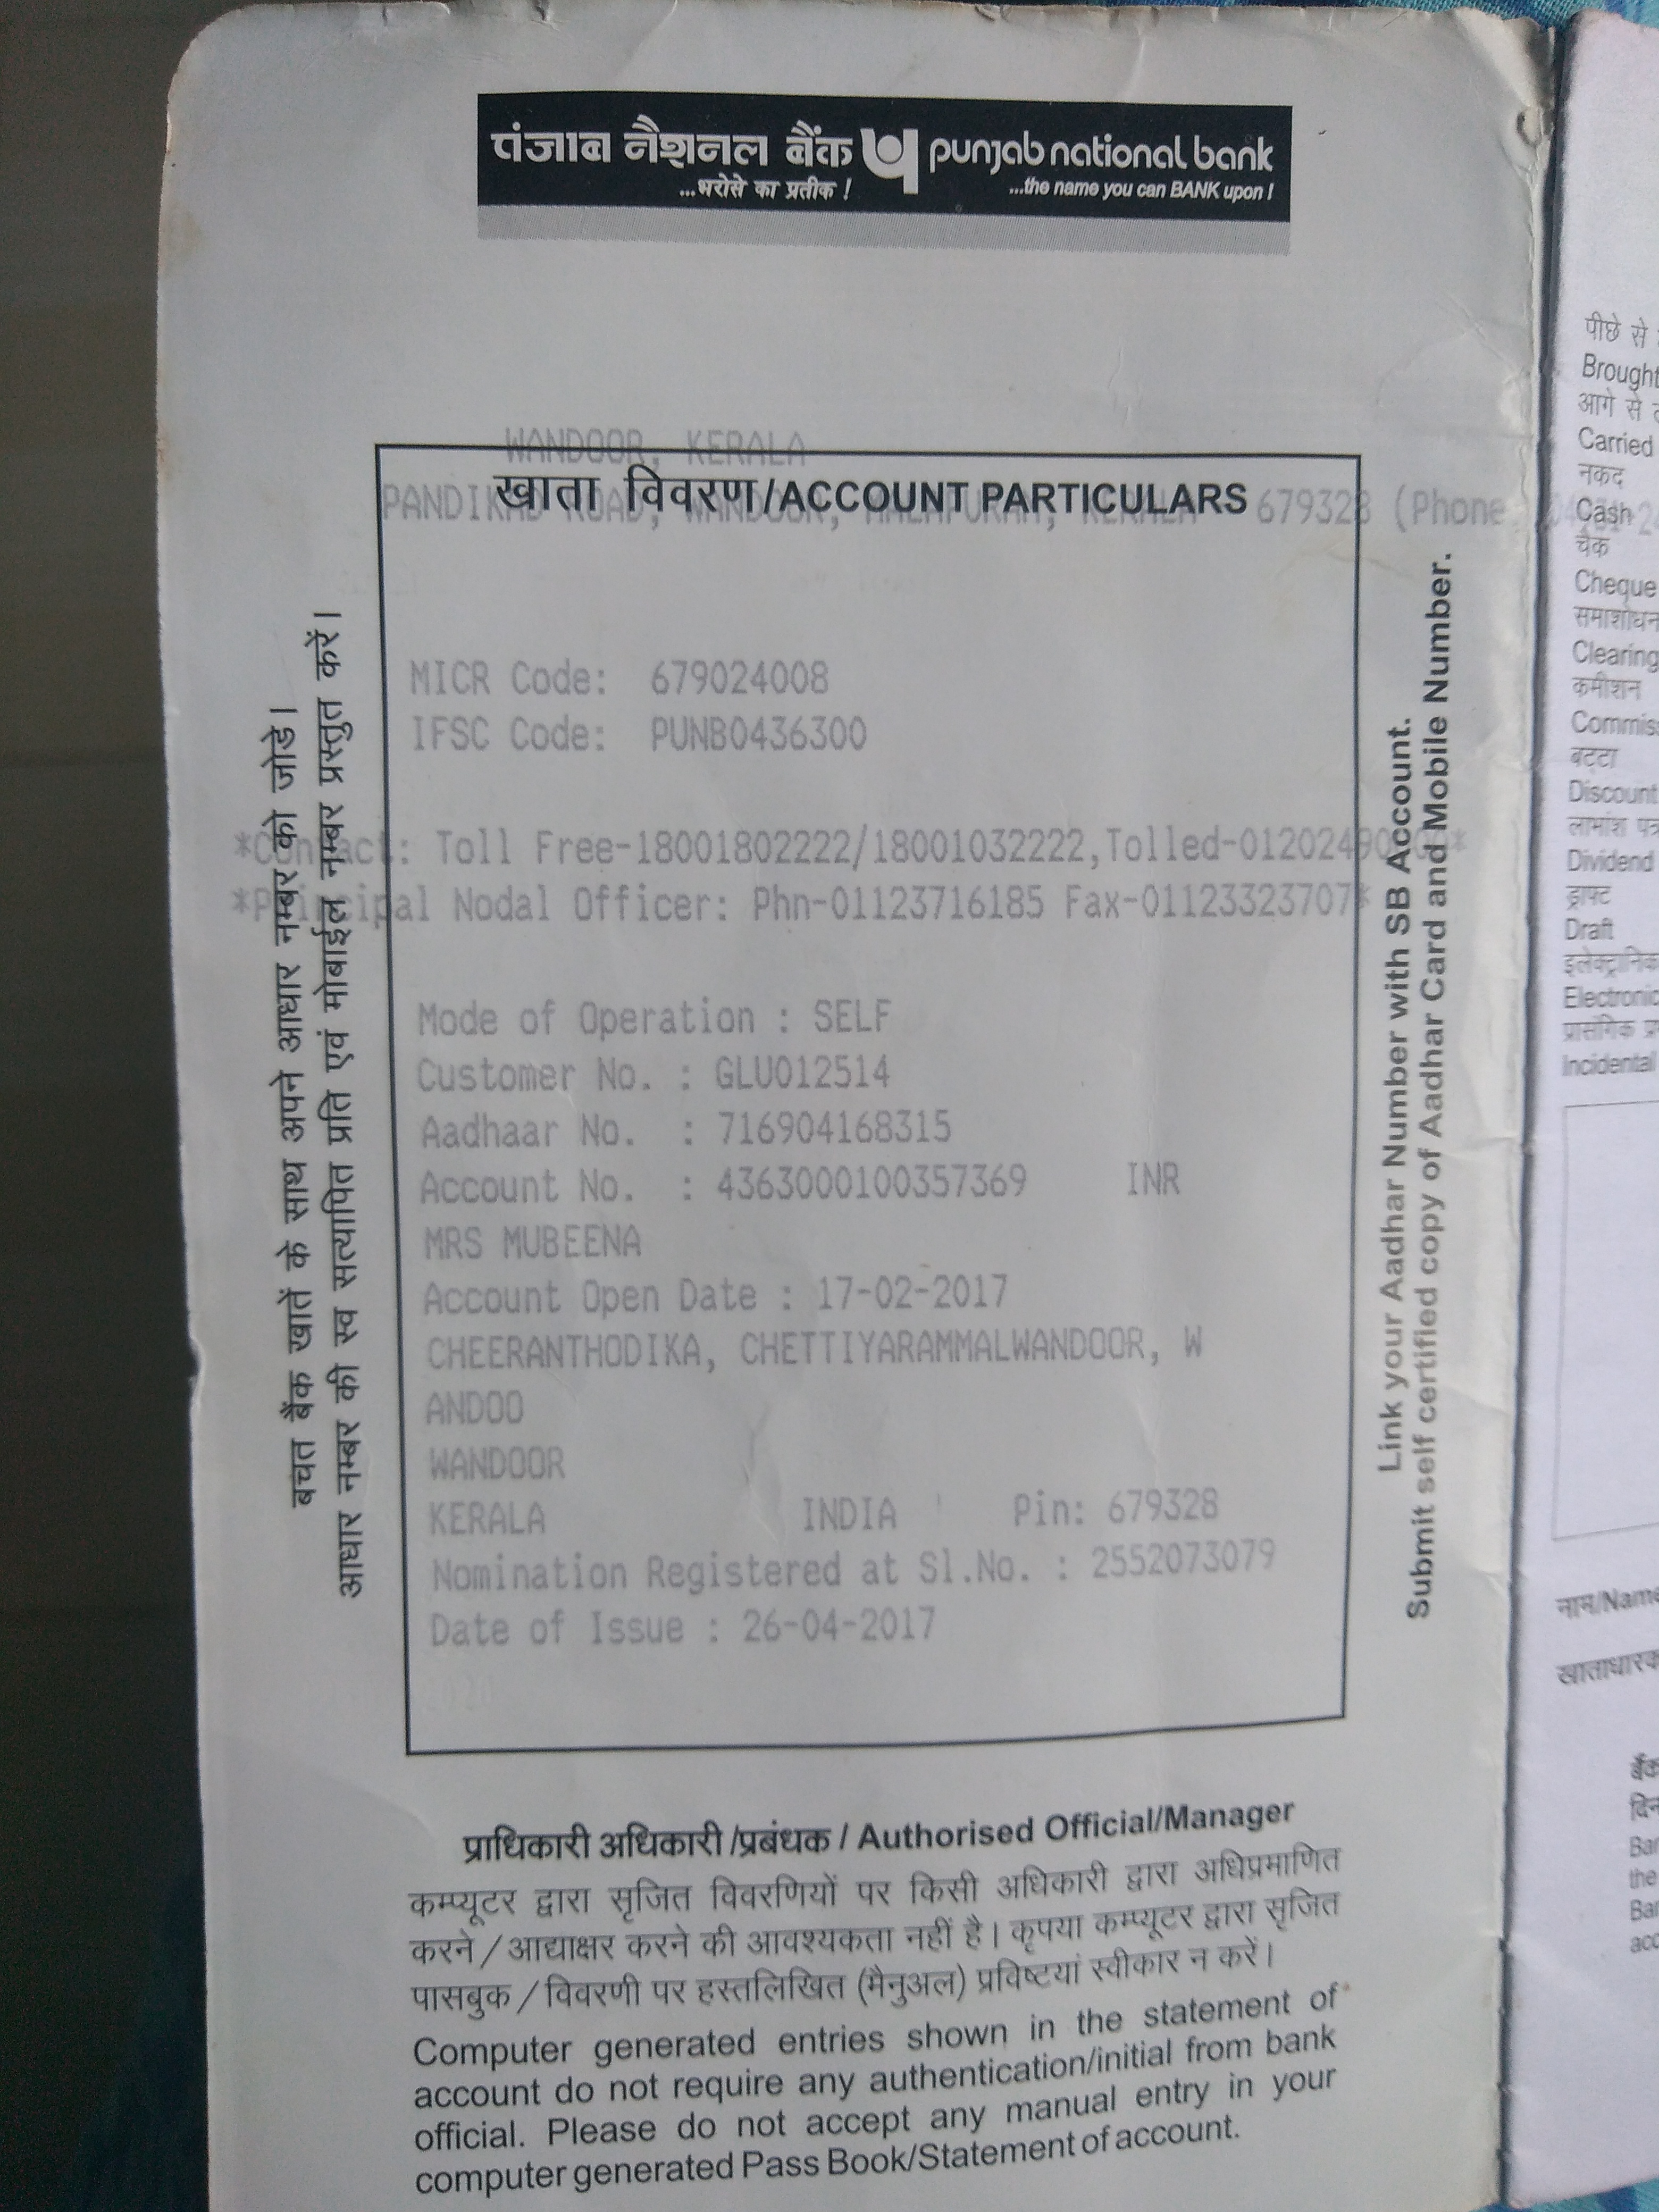 पंजाब नैशनल बैंक punjab national bank
...भरोसे का प्रतीक ! ...the name you can BANK upon !
WANDOOR, KERALA
खाता विवरण/ACCOUNT PARTICULARS
PANDIKAD ROAD, WANDOOR, MALAPURAM, KERALA 679328 (Phone
MICR Code: 679024008
IFSC Code: PUNB0436300
*Contact: Toll Free-18001802222/18001032222,Tolled-01202490000*
*Principal Nodal Officer: Phn-01123716185 Fax-01123323707*
Mode of Operation : SELF
Customer No. : GLU012514
Aadhaar No. : 716904168315
Account No. : 4363000100357369 INR
MRS MUBEENA
Account Open Date : 17-02-2017
CHEERANTHODIKA, CHETTIYARAMMALWANDOOR, W
ANDOO
WANDOOR
KERALA INDIA Pin: 679328
Nomination Registered at Sl.No. : 2552073079
Date of Issue : 26-04-2017
बचत बैंक खातें के साथ अपने आधार नम्बर को जोडें।
आधार नम्बर की स्व सत्यापित प्रति एवं मोबाईल नम्बर प्रस्तुत करें।
Link your Aadhar Number with SB Account.
Submit self certified copy of Aadhar Card and Mobile Number.
प्राधिकारी अधिकारी /प्रबंधक / Authorised Official/Manager
कम्प्यूटर द्वारा सृजित विवरणियों पर किसी अधिकारी द्वारा अधिप्रमाणित
करने / आद्याक्षर करने की आवश्यकता नहीं है। कृपया कम्प्यूटर द्वारा सृजित
पासबुक / विवरणी पर हस्तलिखित (मैनुअल) प्रविष्टयां स्वीकार न करें।
Computer generated entries shown in the statement of
account do not require any authentication/initial from bank
official. Please do not accept any manual entry in your
computer generated Pass Book/Statement of account.
पीछे से
Brought
आगे से
Carried
नकद
Cash
चैक
Cheque
समाशोधन
Clearing
कमीशन
Commiss
बट्टा
Discount
लाभांश पत्र
Dividend
ड्राफ्ट
Draft
इलेक्ट्रानिक
Electronic
प्रासंगिक
Incidental
नाम/Name
खाताधारक
बैंक
दिन
Ban
the
Ban
acc